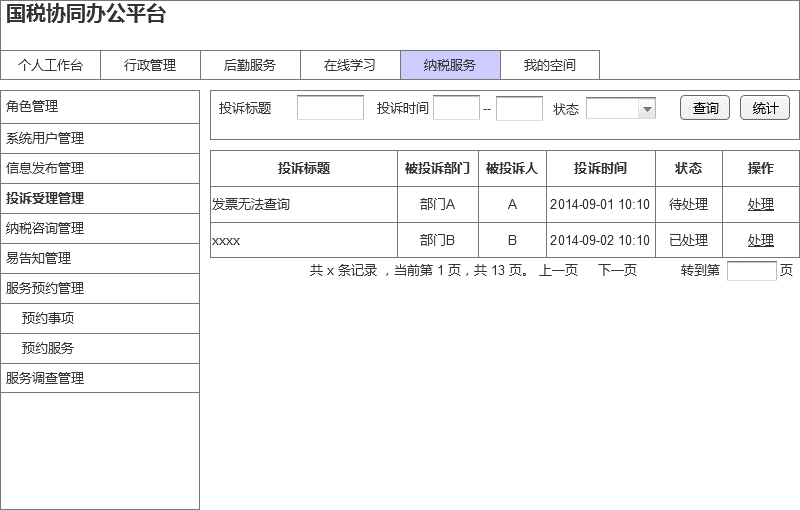 国税协同办公平台
个人工作台 行政管理 后勤服务 在线学习 纳税服务 我的空间
角色管理
系统用户管理
信息发布管理
投诉受理管理
纳税咨询管理
易告知管理
服务预约管理
预约事项
预约服务
服务调查管理
投诉标题 投诉时间 -- 状态 查询 统计
投诉标题 被投诉部门 被投诉人 投诉时间 状态 操作
发票无法查询 部门A A 2014-09-01 10:10 待处理 处理
xxxx 部门B B 2014-09-02 10:10 已处理 处理
共 x 条记录 ，当前第 1 页，共 13 页。 上一页 下一页 转到第 页